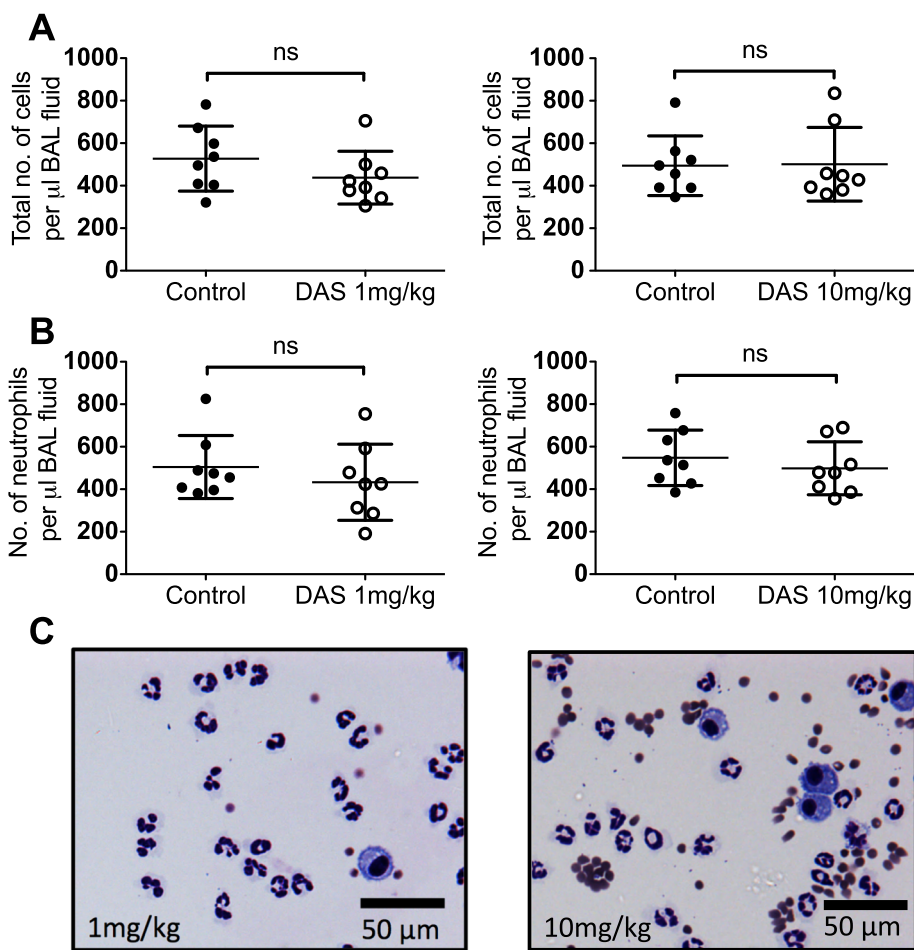 A
Total no. of cells
per µl BAL fluid
1000
800
600
400
200
0
ns
Control
DAS 1mg/kg
Total no. of cells
per µl BAL fluid
1000
800
600
400
200
0
ns
Control
DAS 10mg/kg
B
No. of neutrophils
per µl BAL fluid
1000
800
600
400
200
0
ns
Control
DAS 1mg/kg
No. of neutrophils
per µl BAL fluid
1000
800
600
400
200
0
ns
Control
DAS 10mg/kg
C
1mg/kg
50 µm
10mg/kg
50 µm